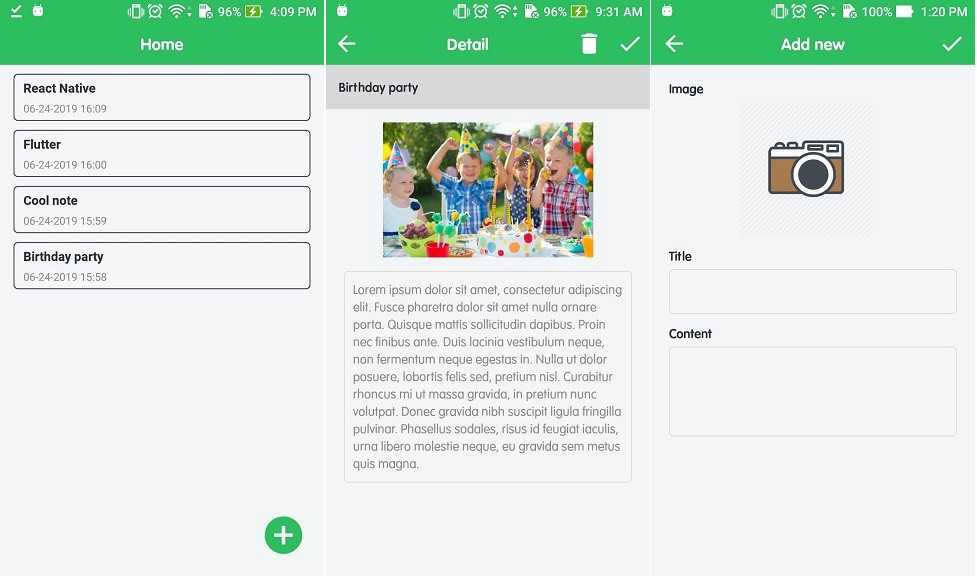 96% 4:09 PM
Home
React Native
06-24-2019 16:09
Flutter
06-24-2019 16:00
Cool note
06-24-2019 15:59
Birthday party
06-24-2019 15:58
96% 9:31 AM
Detail
Birthday party
Lorem ipsum dolor sit amet, consectetur adipiscing
elit. Fusce pharetra dolor sit amet nulla ornare
porta. Quisque mattis sollicitudin dapibus. Proin
nec finibus ante. Duis lacinia vestibulum neque,
non fermentum neque egestas in. Nulla ut dolor
posuere, lobortis felis sed, pretium nisl. Curabitur
rhoncus mi ut massa gravida, in pretium nunc
volutpat. Donec gravida nibh suscipit ligula fringilla
pulvinar. Phasellus sodales, risus id feugiat iaculis,
urna libero molestie neque, eu gravida sem metus
quis magna.
100% 1:20 PM
Add new
Image
Title
Content